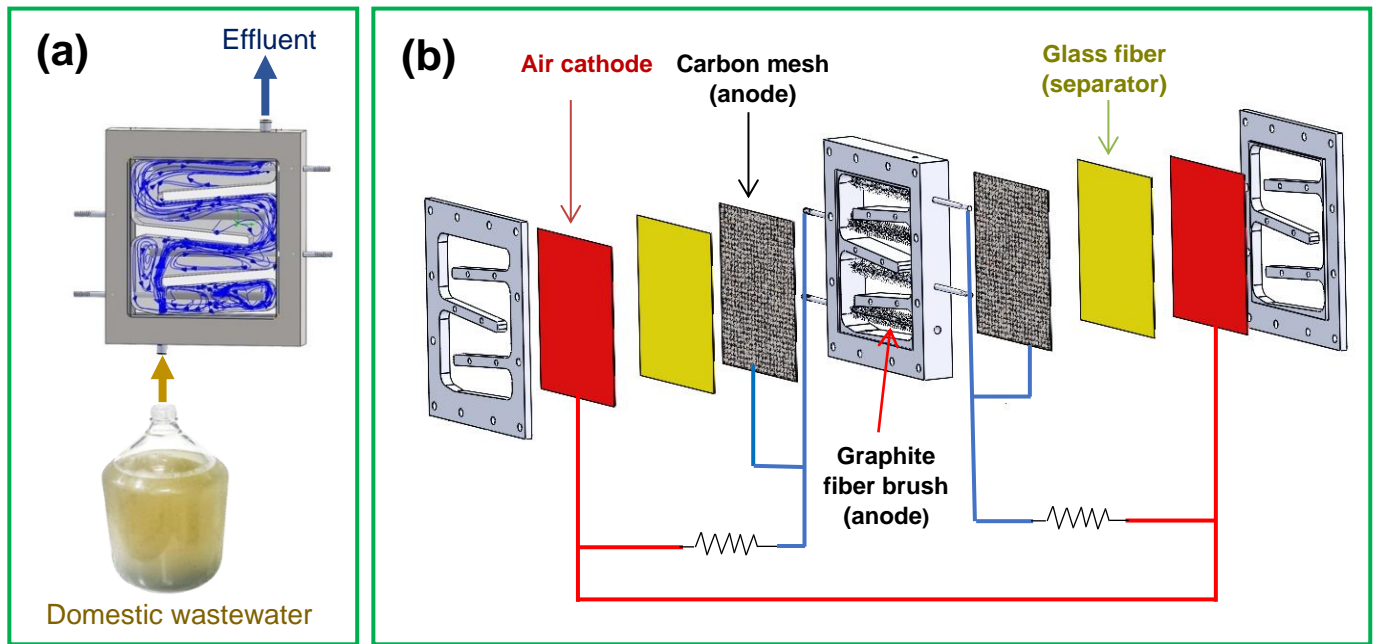 (a)
Effluent
Domestic wastewater
(b)
Air cathode
Carbon mesh
(anode)
Glass fiber
(separator)
Graphite
fiber brush
(anode)